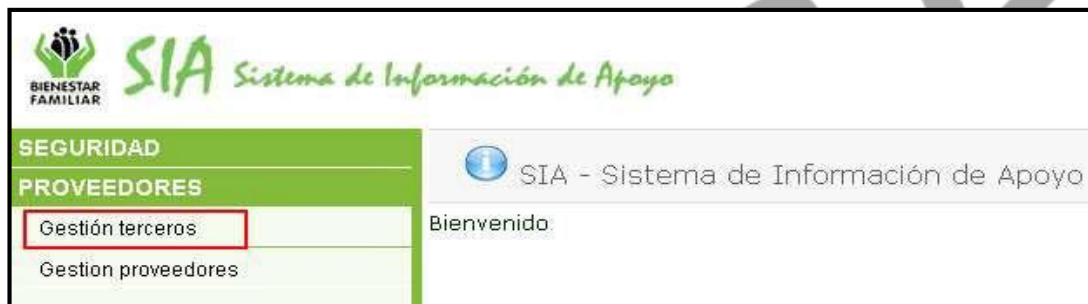 BIENESTAR
FAMILIAR
SIA Sistema de Información de Apoyo
SEGURIDAD
PROVEEDORES
Gestión terceros
Gestion proveedores
SIA - Sistema de Información de Apoyo
Bienvenido